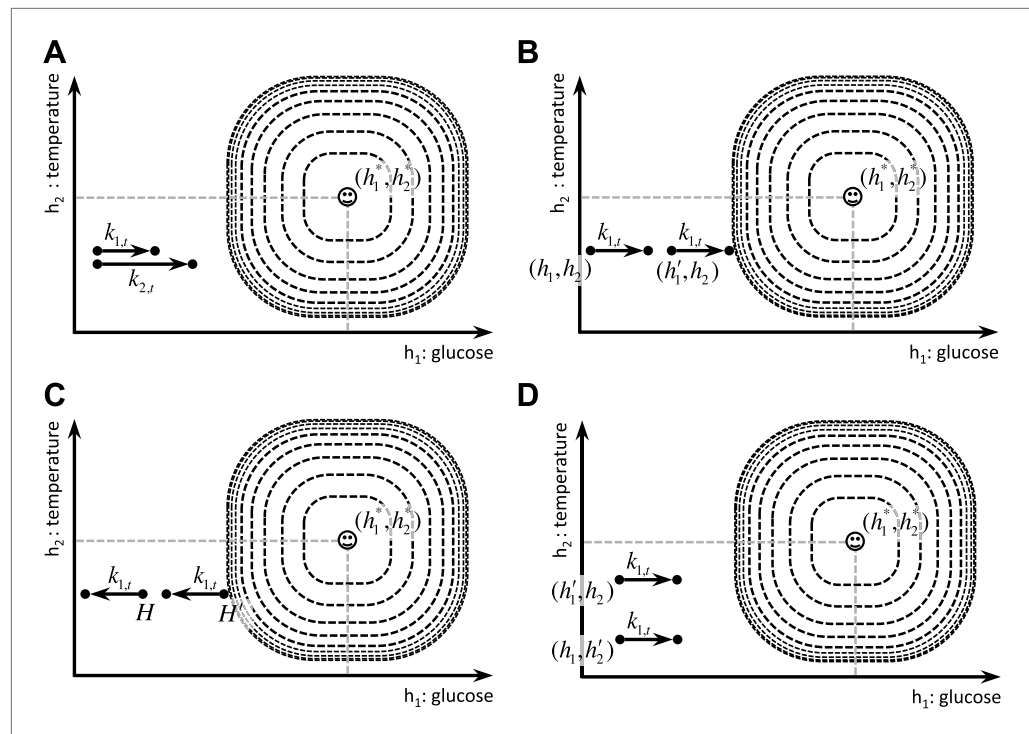 A
h₂ : temperature
(h₁*, h₂*)
k₁,t
k₂,t
h₁: glucose
B
h₂ : temperature
(h₁*, h₂*)
k₁,t
k₁,t
(h₁, h₂)
(h₁′, h₂)
h₁: glucose
C
h₂: temperature
(h₁*, h₂*)
k₁,t
k₁,t
H
H′
h₁: glucose
D
h₂: temperature
(h₁*, h₂*)
k₁,t
(h₁′, h₂)
k₁,t
(h₁, h₂′)
h₁: glucose